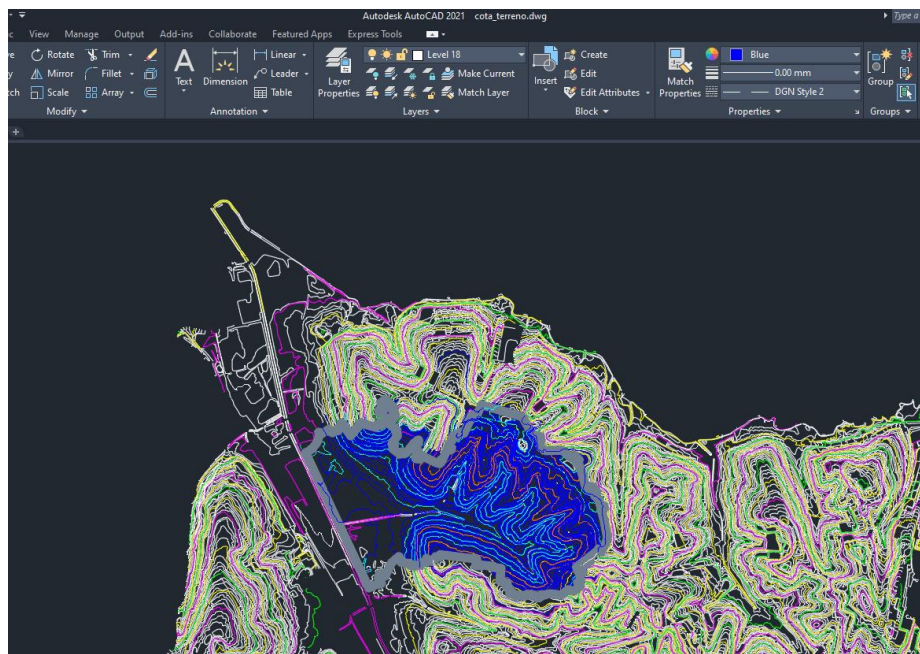 Autodesk AutoCAD 2021 cota_terreno.dwg
Type a
View Manage Output Add-ins Collaborate Featured Apps Express Tools
Rotate Trim Linear Level 18 Create Blue
Mirror Fillet Text Dimension Leader Layer Properties Make Current Insert Edit Match Properties 0.00 mm Group
Scale Array Table Match Layer Edit Attributes DGN Style 2
Modify Annotation Layers Block Properties Groups
+